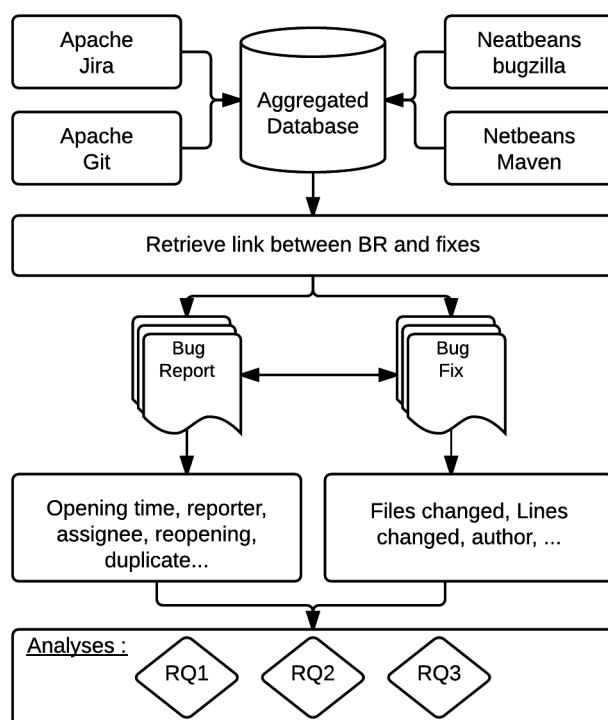 Apache
Jira
Neatbeans
bugzilla
Aggregated
Database
Apache
Git
Netbeans
Maven
Retrieve link between BR and fixes
Bug
Report
Bug
Fix
Opening time, reporter,
assignee, reopening,
duplicate...
Files changed, Lines
changed, author, ...
Analyses :
RQ1
RQ2
RQ3